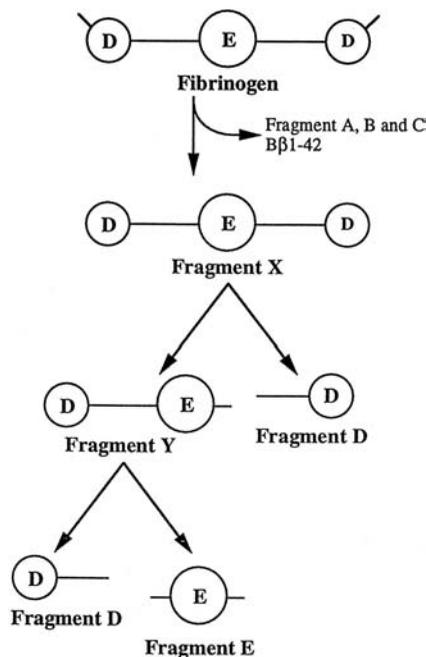 D E D
Fibrinogen
Fragment A, B and C
Bβ1-42
D E D
Fragment X
D E D
Fragment Y Fragment D
D E
Fragment D
Fragment E